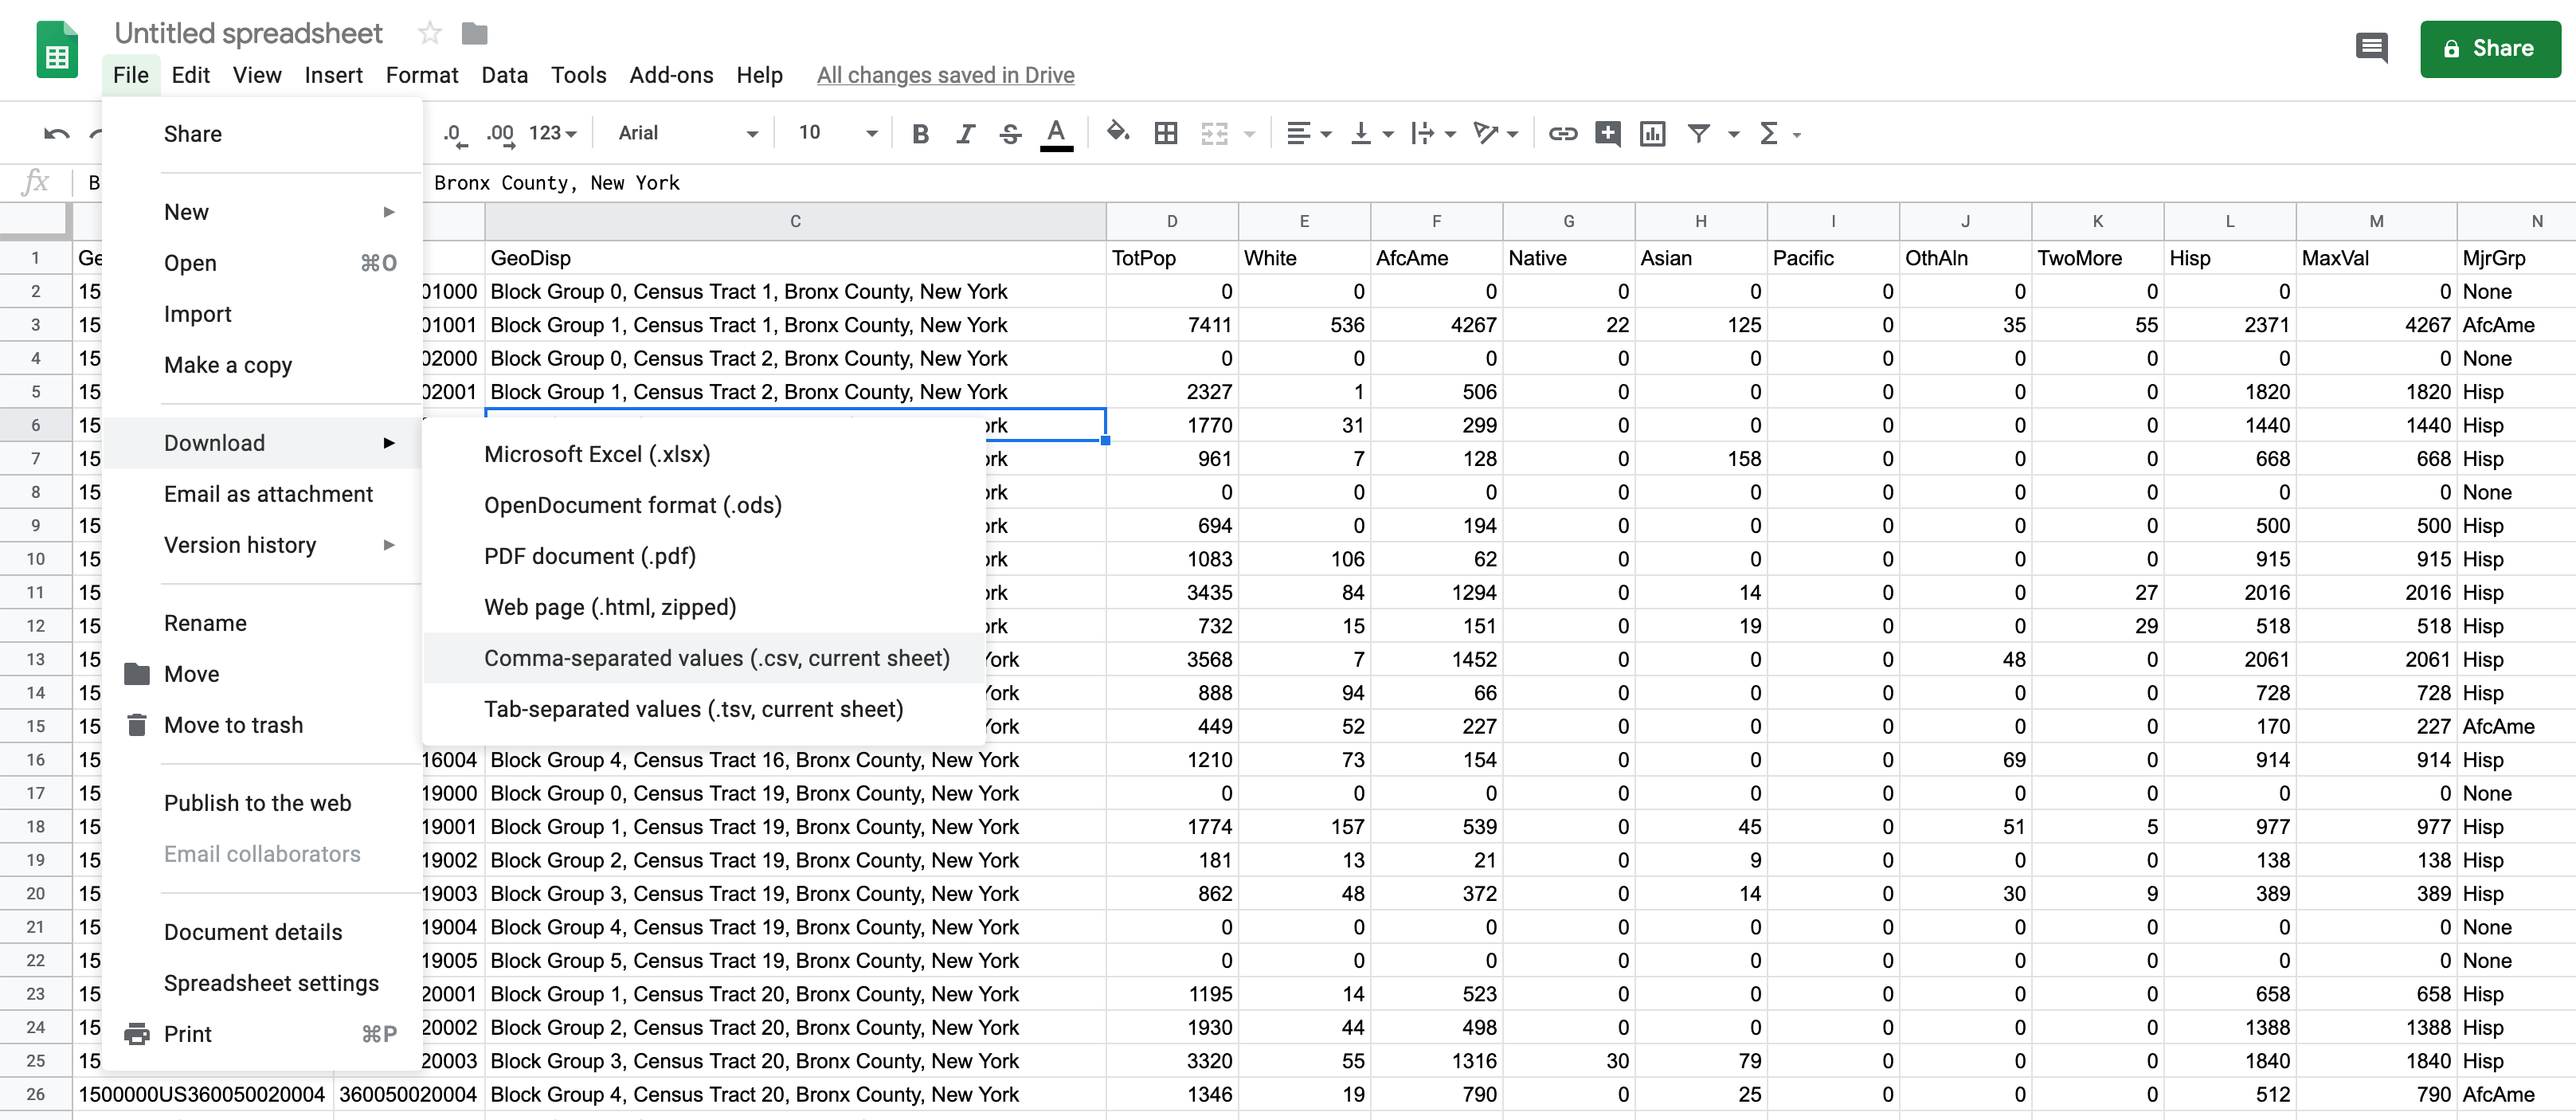 Untitled spreadsheet
File Edit View Insert Format Data Tools Add-ons Help All changes saved in Drive
Share
.0 .00 123 Arial 10 B I S A Σ
fx B Bronx County, New York
C D E F G H I J K L M N
1 Ge GeoDisp TotPop White AfcAme Native Asian Pacific OthAln TwoMore Hisp MaxVal MjrGrp
2 15 01000 Block Group 0, Census Tract 1, Bronx County, New York 0 0 0 0 0 0 0 0 0 0 None
3 15 01001 Block Group 1, Census Tract 1, Bronx County, New York 7411 536 4267 22 125 0 35 55 2371 4267 AfcAme
4 15 02000 Block Group 0, Census Tract 2, Bronx County, New York 0 0 0 0 0 0 0 0 0 0 None
5 15 02001 Block Group 1, Census Tract 2, Bronx County, New York 2327 1 506 0 0 0 0 0 1820 1820 Hisp
6 15 ork 1770 31 299 0 0 0 0 0 1440 1440 Hisp
7 15 ork 961 7 128 0 158 0 0 0 668 668 Hisp
8 15 ork 0 0 0 0 0 0 0 0 0 0 None
9 15 ork 694 0 194 0 0 0 0 0 500 500 Hisp
10 15 ork 1083 106 62 0 0 0 0 0 915 915 Hisp
11 15 ork 3435 84 1294 0 14 0 0 27 2016 2016 Hisp
12 15 ork 732 15 151 0 19 0 0 29 518 518 Hisp
13 15 York 3568 7 1452 0 0 0 48 0 2061 2061 Hisp
14 15 York 888 94 66 0 0 0 0 0 728 728 Hisp
15 15 York 449 52 227 0 0 0 0 0 170 227 AfcAme
16 15 16004 Block Group 4, Census Tract 16, Bronx County, New York 1210 73 154 0 0 0 69 0 914 914 Hisp
17 15 19000 Block Group 0, Census Tract 19, Bronx County, New York 0 0 0 0 0 0 0 0 0 0 None
18 15 19001 Block Group 1, Census Tract 19, Bronx County, New York 1774 157 539 0 45 0 51 5 977 977 Hisp
19 15 19002 Block Group 2, Census Tract 19, Bronx County, New York 181 13 21 0 9 0 0 0 138 138 Hisp
20 15 19003 Block Group 3, Census Tract 19, Bronx County, New York 862 48 372 0 14 0 30 9 389 389 Hisp
21 15 19004 Block Group 4, Census Tract 19, Bronx County, New York 0 0 0 0 0 0 0 0 0 0 None
22 15 19005 Block Group 5, Census Tract 19, Bronx County, New York 0 0 0 0 0 0 0 0 0 0 None
23 15 20001 Block Group 1, Census Tract 20, Bronx County, New York 1195 14 523 0 0 0 0 0 658 658 Hisp
24 15 20002 Block Group 2, Census Tract 20, Bronx County, New York 1930 44 498 0 0 0 0 0 1388 1388 Hisp
25 15 20003 Block Group 3, Census Tract 20, Bronx County, New York 3320 55 1316 30 79 0 0 0 1840 1840 Hisp
26 1500000US360050020004 360050020004 Block Group 4, Census Tract 20, Bronx County, New York 1346 19 790 0 25 0 0 0 512 790 AfcAme
Share
New
Open ⌘O
Import
Make a copy
Download
Email as attachment
Version history
Rename
Move
Move to trash
Publish to the web
Email collaborators
Document details
Spreadsheet settings
Print ⌘P
Microsoft Excel (.xlsx)
OpenDocument format (.ods)
PDF document (.pdf)
Web page (.html, zipped)
Comma-separated values (.csv, current sheet)
Tab-separated values (.tsv, current sheet)